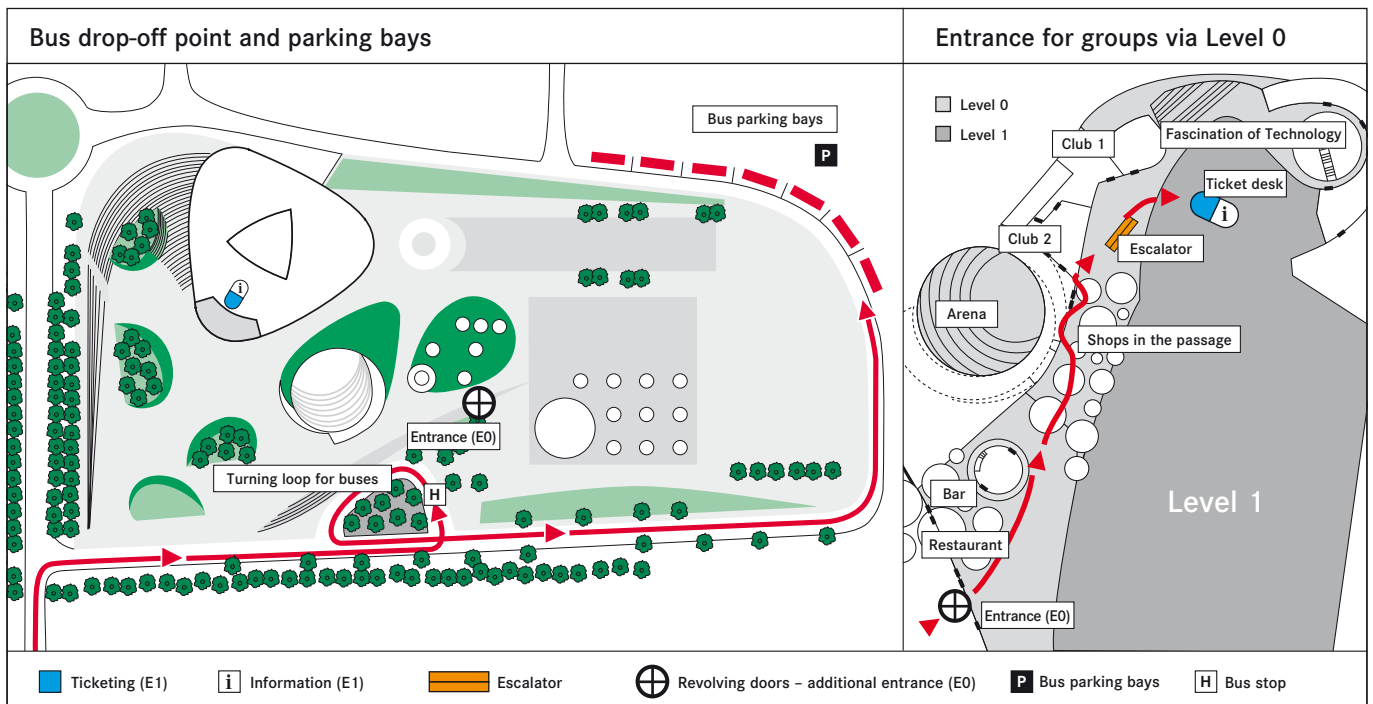 Bus drop-off point and parking bays
Bus parking bays
P
i
Entrance (E0)
Turning loop for buses
H
Entrance for groups via Level 0
Level 0
Level 1
Club 1
Fascination of Technology
Ticket desk
i
Club 2
Escalator
Arena
Shops in the passage
Bar
Level 1
Restaurant
Entrance (E0)
Ticketing (E1)
i Information (E1)
Escalator
Revolving doors – additional entrance (E0)
P Bus parking bays
H Bus stop